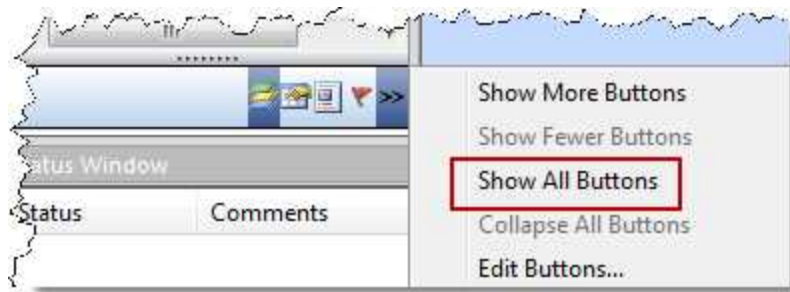 Show More Buttons
Show Fewer Buttons
atus Window
Show All Buttons
Status Comments
Collapse All Buttons
Edit Buttons...